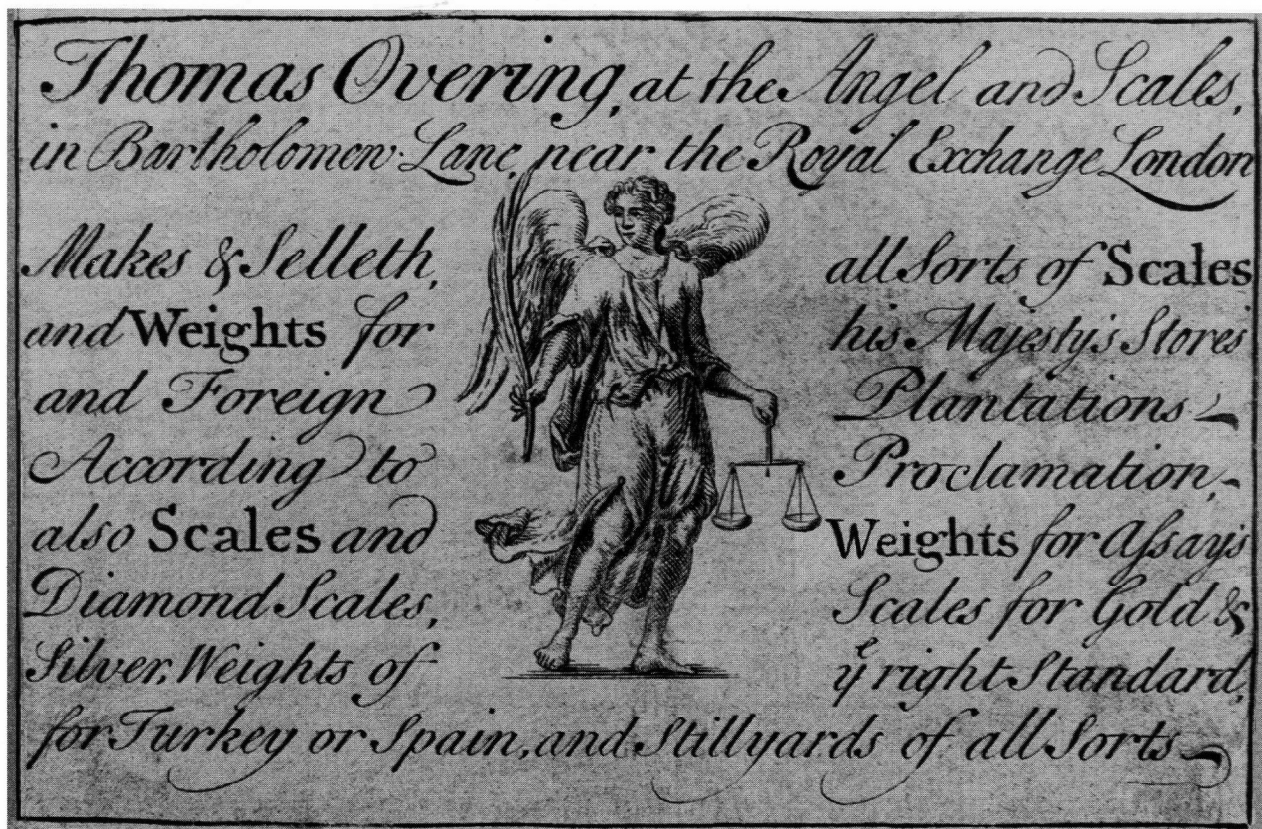 Thomas Overing, at the Angel and Scales,
in Bartholomew Lane, near the Royal Exchange London
Makes & Selleth, all Sorts of Scales
and Weights for his Majesty's Stores
and Foreign Plantations
According to Proclamation,
also Scales and Weights for Aſsay's
Diamond Scales, Scales for Gold &
Silver, Weights of yᵉ right Standard,
for Turkey or Spain, and Stillyards of all Sorts